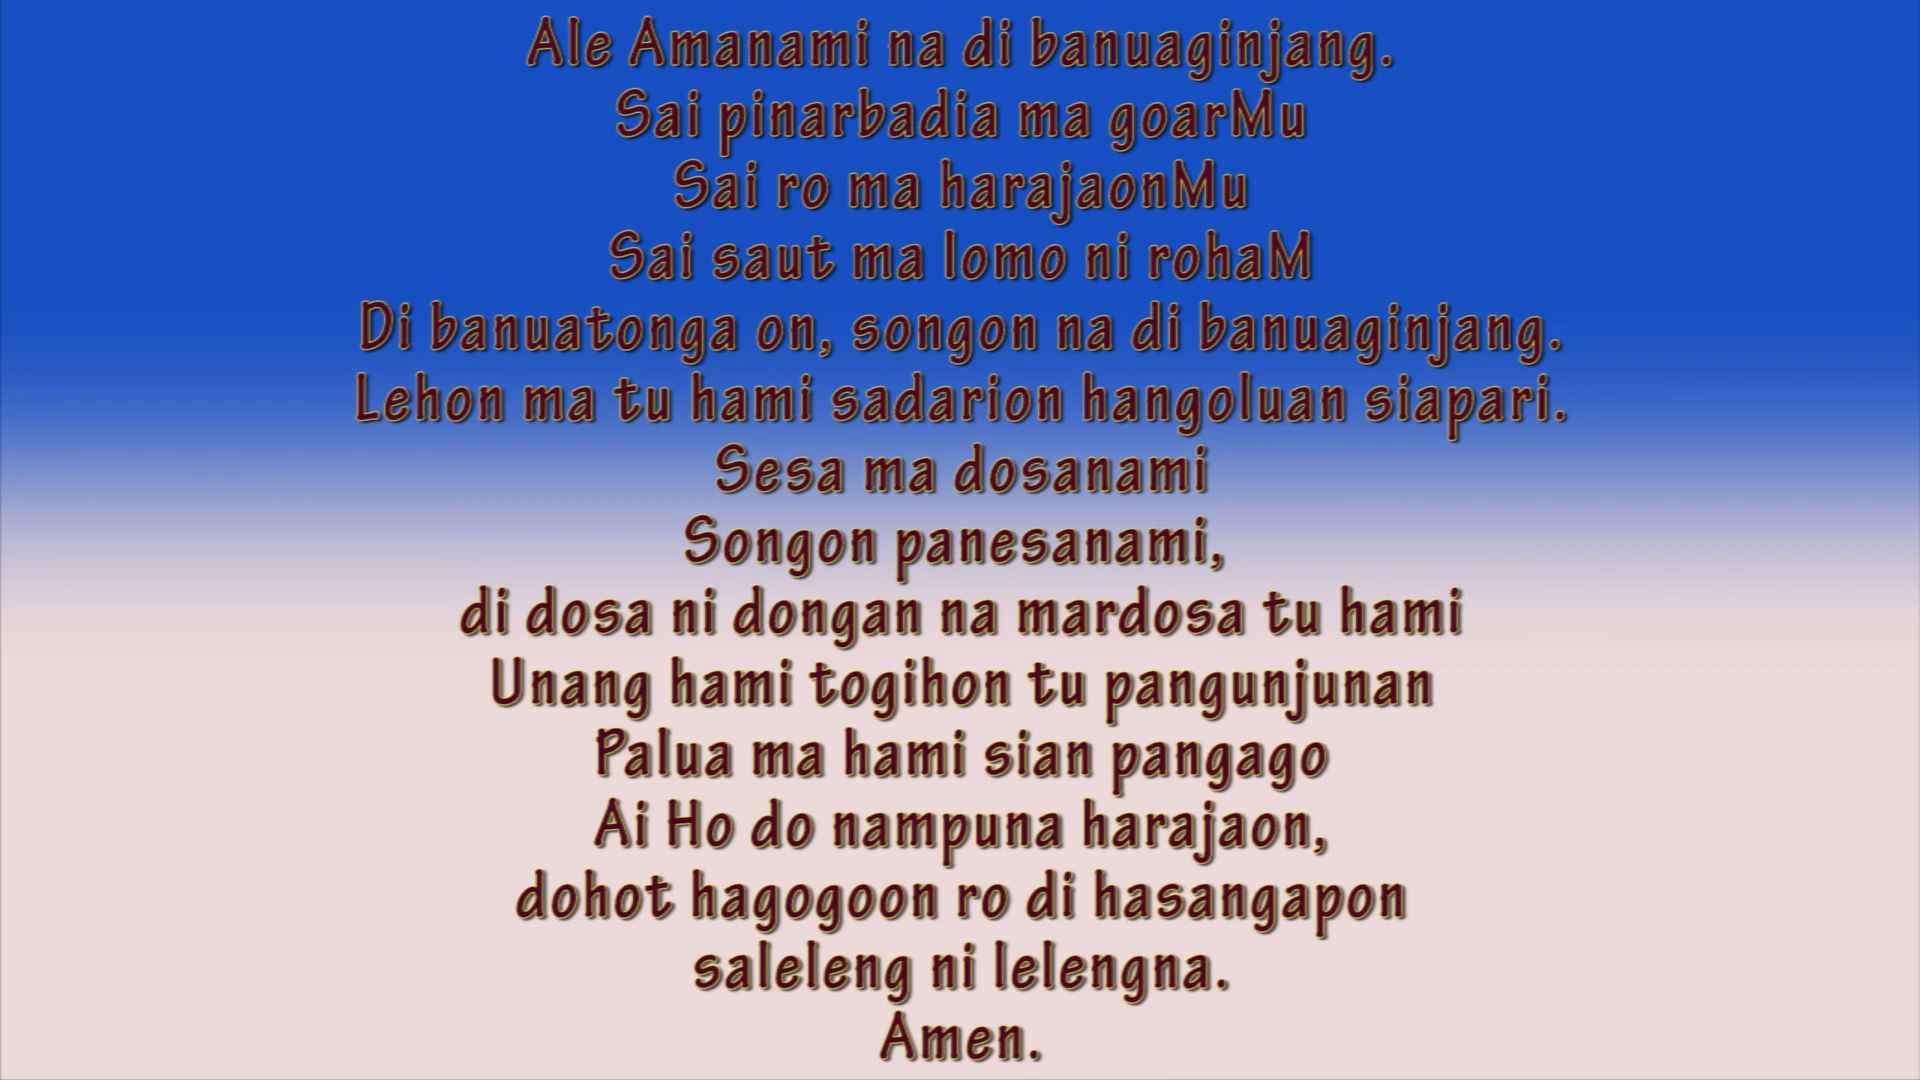 Ale Amanami na di banuaginjang.
Sai pinarbadia ma goarMu
Sai ro ma harajaonMu
Sai saut ma lomo ni rohaM
Di banuatonga on, songon na di banuaginjang.
Lehon ma tu hami sadarion hangoluan siapari.
Sesa ma dosanami
Songon panesanami,
di dosa ni dongan na mardosa tu hami
Unang hami togihon tu pangunjunan
Palua ma hami sian pangago
Ai Ho do nampuna harajaon,
dohot hagogoon ro di hasangapon
saleleng ni lelengna.
Amen.